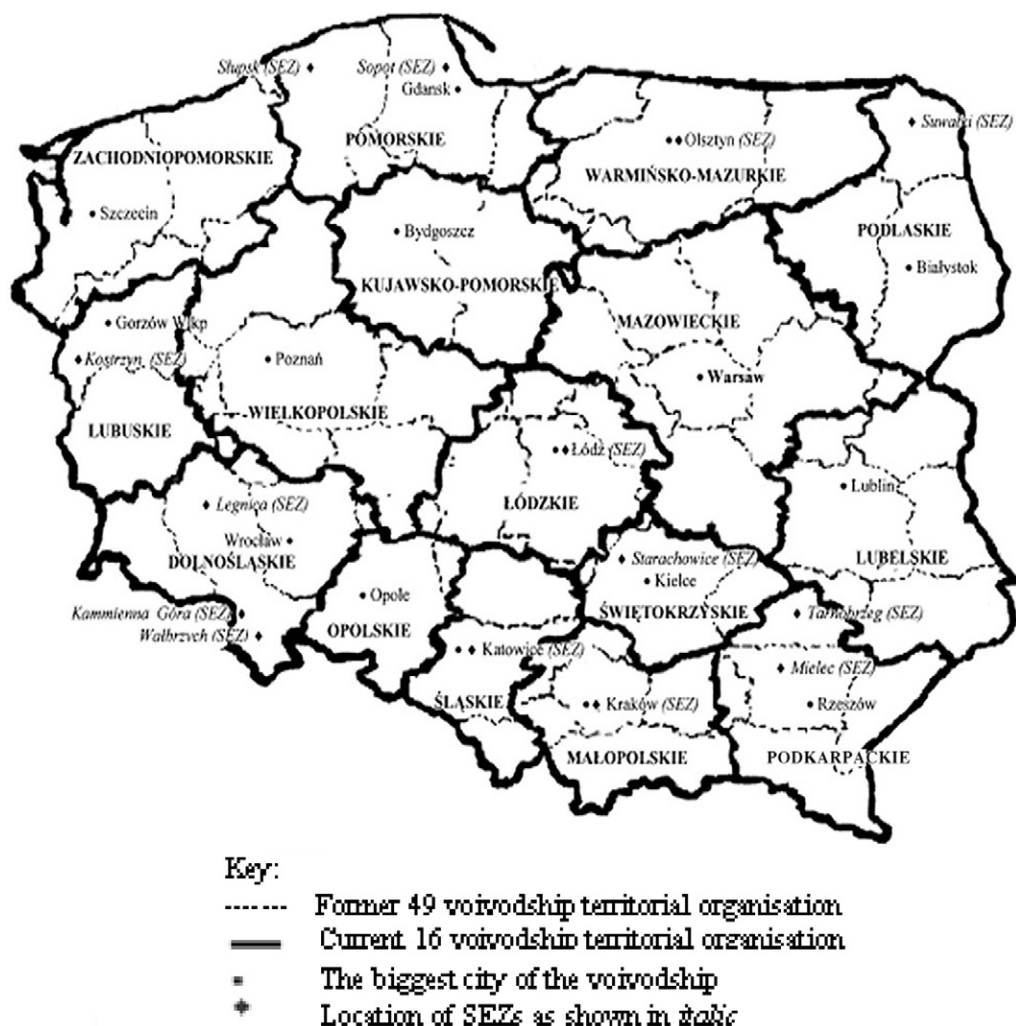 Słupsk (SEZ)
Sopot (SEZ)
Gdansk
POMORSKIE
Suwałki (SEZ)
Olsztyn (SEZ)
ZACHODNIOPOMORSKIE
WARMIŃSKO-MAZURKIE
Szczecin
Bydgoszcz
PODLASKIE
Białystok
KUJAWSKO-POMORSKIE
MAZOWIECKIE
Gorzów Wlkp
Kostrzyn (SEZ)
Poznań
Warsaw
WIELKOPOLSKIE
LUBUSKIE
Łódź (SEZ)
Lublin
Legnica (SEZ)
ŁÓDZKIE
Wrocław
DOLNOŚLĄSKIE
Starachowice (SEZ)
LUBELSKIE
Kielce
Opole
Kammienna Góra (SEZ)
ŚWIĘTOKRZYSKIE
Tarnobrzeg (SEZ)
OPOLSKIE
Wałbrzych (SEZ)
Katowice (SEZ)
Mielec (SEZ)
ŚLĄSKIE
Kraków (SEZ)
Rzeszów
MAŁOPOLSKIE
PODKARPACKIE
Key:
Former 49 voivodship territorial organisation
Current 16 voivodship territorial organisation
The biggest city of the voivodship
Location of SEZs as shown in italic